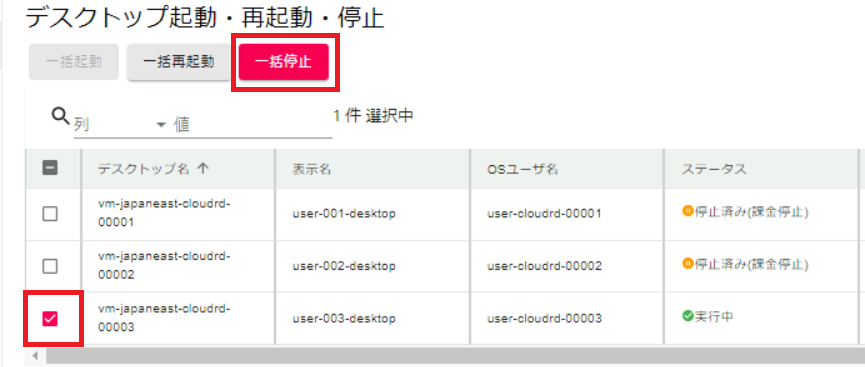 デスクトップ起動・再起動・停止
一括起動 一括再起動 一括停止
列 値 1 件 選択中
デスクトップ名 ↑ 表示名 OSユーザ名 ステータス
vm-japaneast-cloudrd-
00001 user-001-desktop user-cloudrd-00001 停止済み(課金停止)
vm-japaneast-cloudrd-
00002 user-002-desktop user-cloudrd-00002 停止済み(課金停止)
vm-japaneast-cloudrd-
00003 user-003-desktop user-cloudrd-00003 実行中